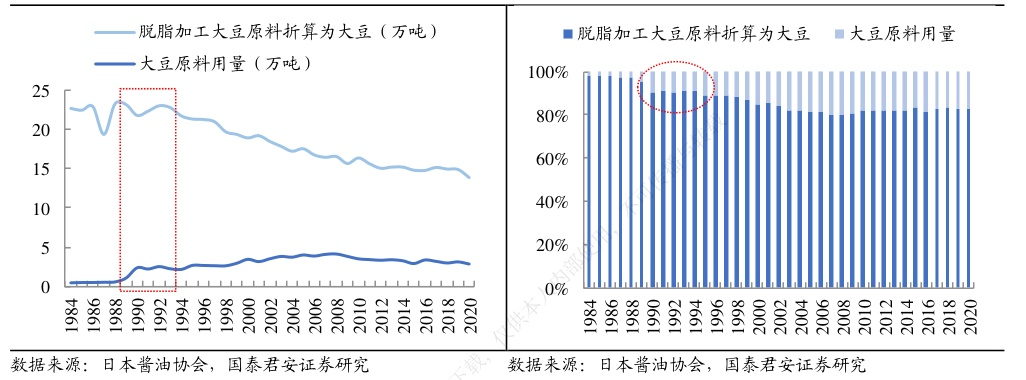 脱脂加工大豆原料折算为大豆（万吨）
大豆原料用量（万吨）
25
20
15
10
5
0
1984 1986 1988 1990 1992 1994 1996 1998 2000 2002 2004 2006 2008 2010 2012 2014 2016 2018 2020
数据来源：日本酱油协会，国泰君安证券研究
脱脂加工大豆原料折算为大豆 大豆原料用量
100%
80%
60%
40%
20%
0%
1984 1986 1988 1990 1992 1994 1996 1998 2000 2002 2004 2006 2008 2010 2012 2014 2016 2018 2020
数据来源：日本酱油协会，国泰君安证券研究